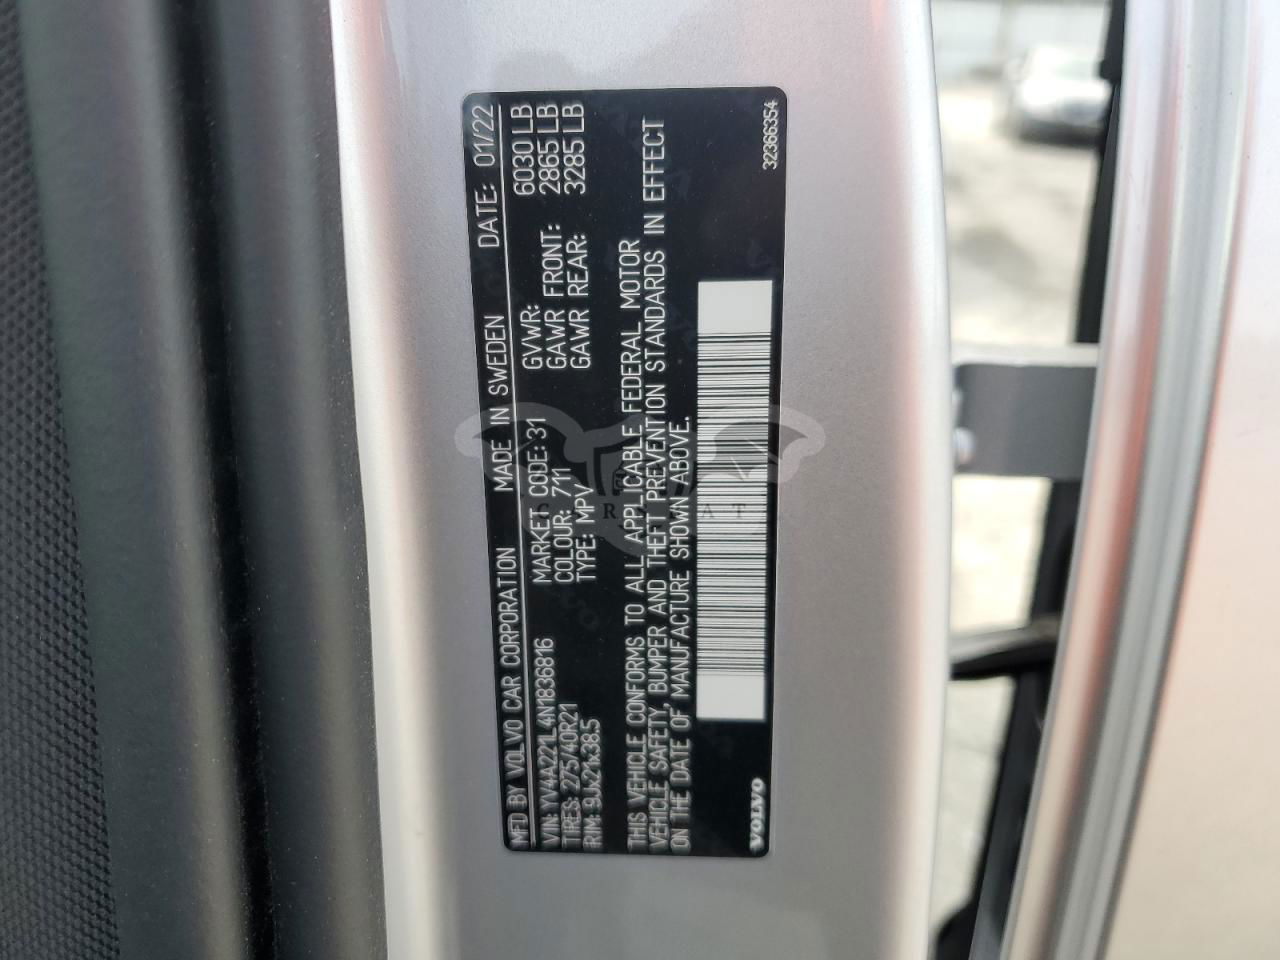 MFD BY VOLVO CAR CORPORATION MADE IN SWEDEN DATE: 01/22
VIN: YV4A221L4N1836816 MARKET CODE: 31 GVWR: 6030 LB
TIRES: 275/40R21 COLOUR: 711 GAWR FRONT: 2865 LB
RIM: 9Jx21x38.5 TYPE: MPV GAWR REAR: 3285 LB
THIS VEHICLE CONFORMS TO ALL APPLICABLE FEDERAL MOTOR
VEHICLE SAFETY, BUMPER AND THEFT PREVENTION STANDARDS IN EFFECT
ON THE DATE OF MANUFACTURE SHOWN ABOVE.
VOLVO 32366354